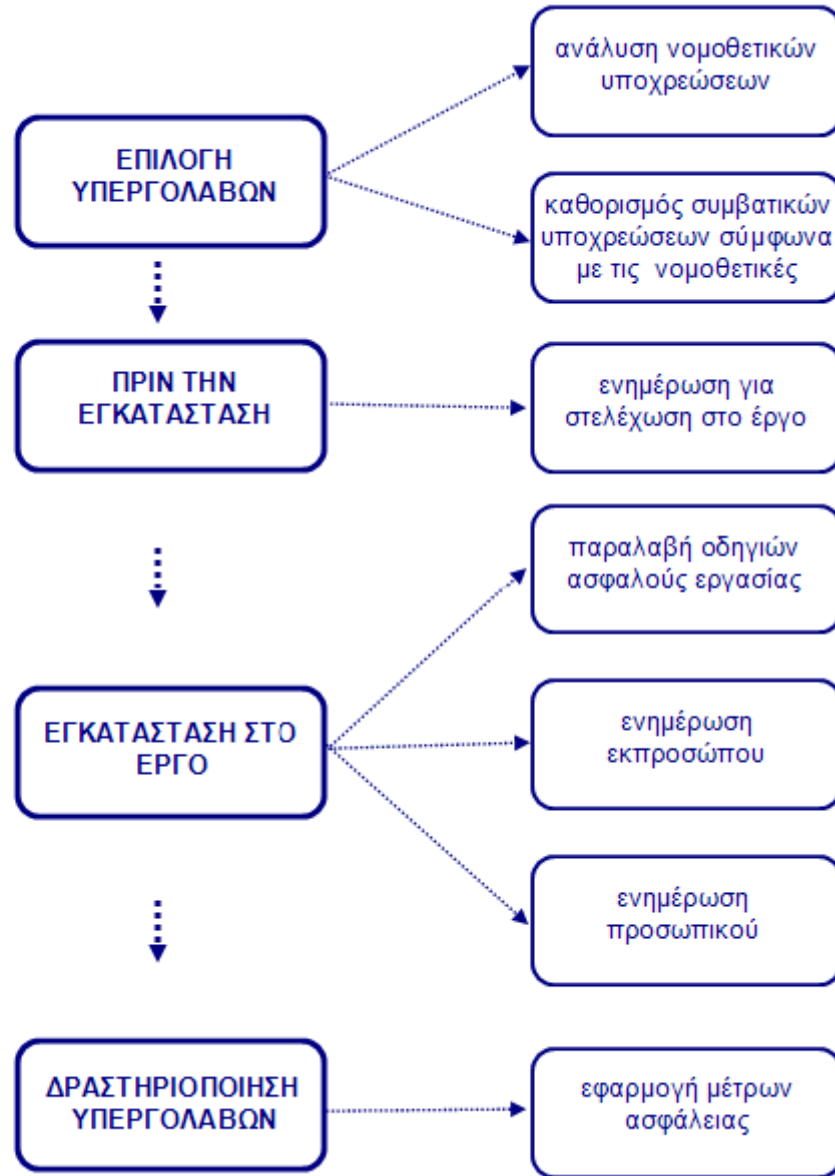 ανάλυση νομοθετικών
υποχρεώσεων
ΕΠΙΛΟΓΗ
ΥΠΕΡΓΟΛΑΒΩΝ
καθορισμός συμβατικών
υποχρεώσεων σύμφωνα
με τις νομοθετικές
ΠΡΙΝ ΤΗΝ
ΕΓΚΑΤΑΣΤΑΣΗ
ενημέρωση για
στελέχωση στο έργο
παραλαβή οδηγιών
ασφαλούς εργασίας
ΕΓΚΑΤΑΣΤΑΣΗ ΣΤΟ
ΕΡΓΟ
ενημέρωση
εκπροσώπου
ενημέρωση
προσωπικού
ΔΡΑΣΤΗΡΙΟΠΟΙΗΣΗ
ΥΠΕΡΓΟΛΑΒΩΝ
εφαρμογή μέτρων
ασφάλειας